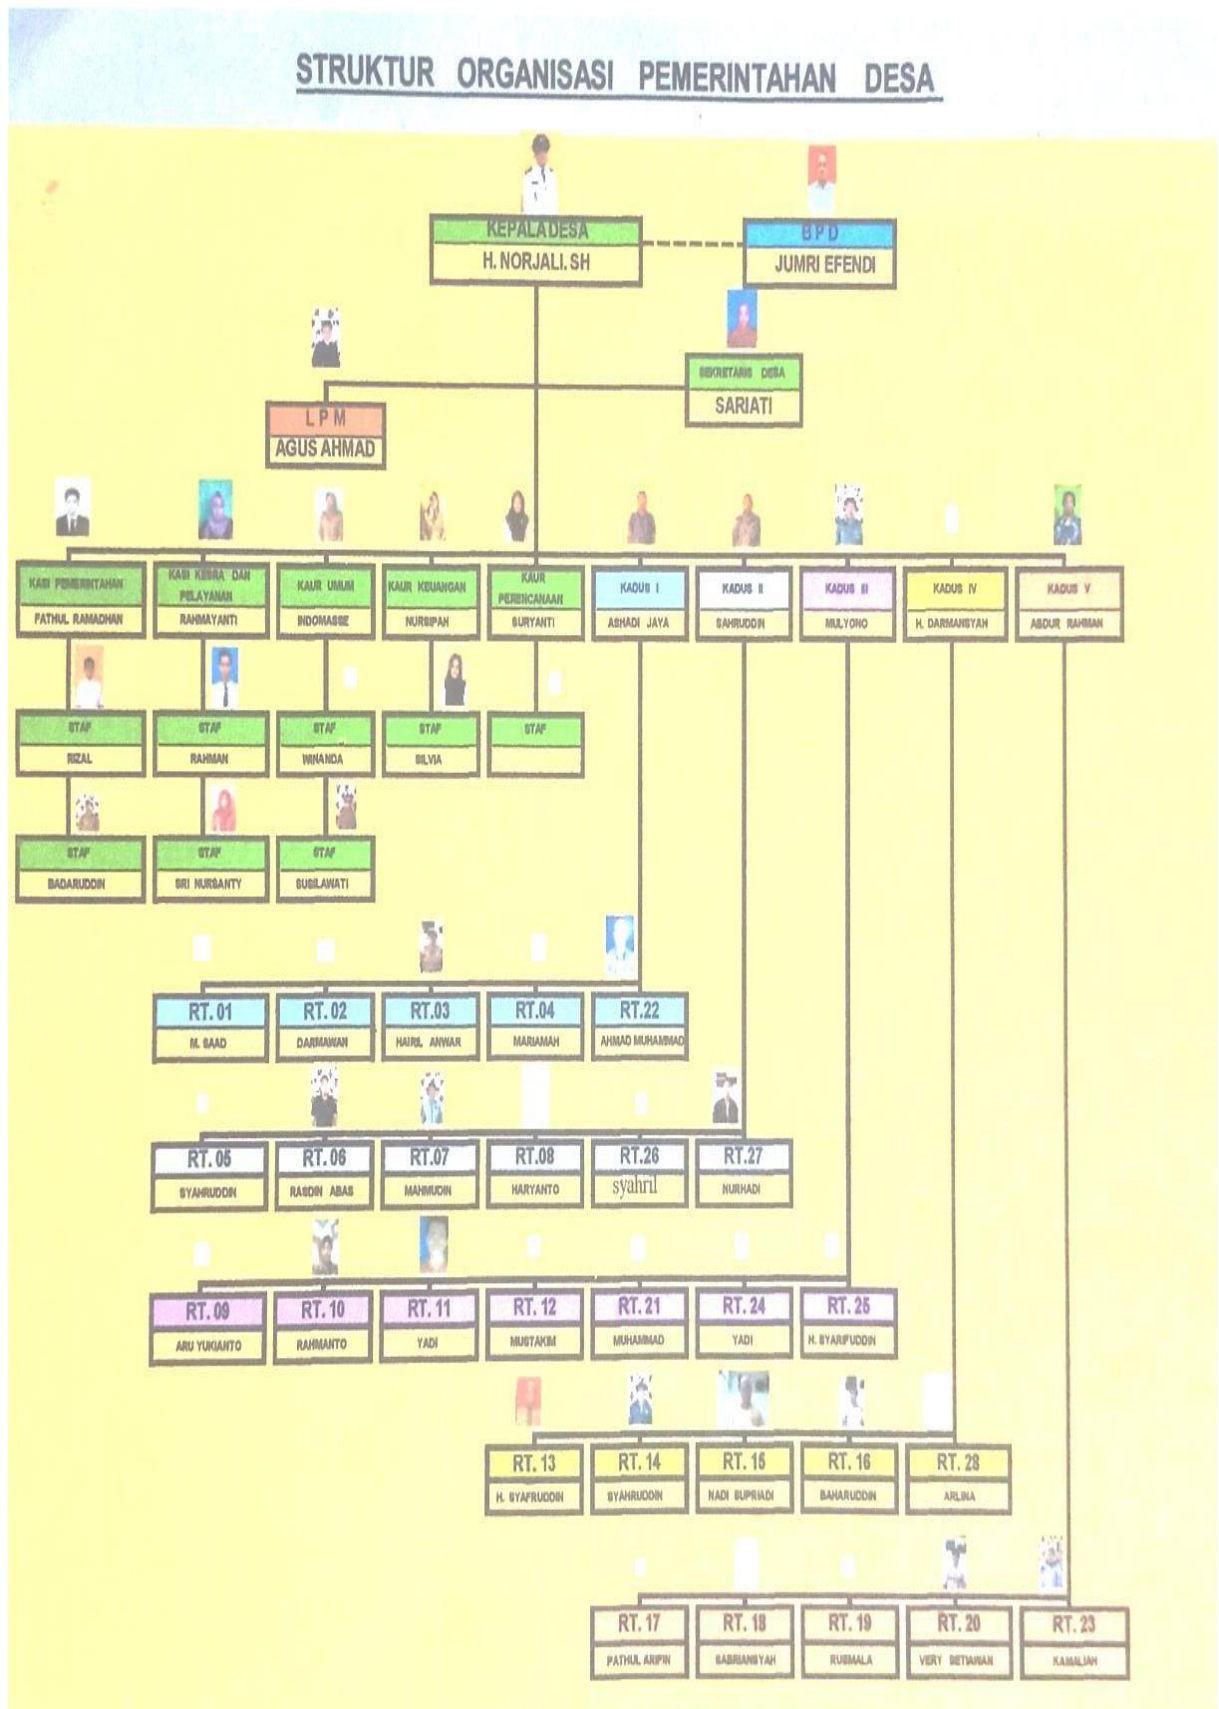 STRUKTUR ORGANISASI PEMERINTAHAN DESA
KEPALA DESA
H. NORJALI. SH
B P D
JUMRI EFENDI
SEKRETARIS DESA
SARIATI
L P M
AGUS AHMAD
KASI PEMERINTAHAN
FATHUL RAMADHAN
KASI KESRA DAN
PELAYANAN
RAHMAYANTI
KAUR UMUM
INDOMASSE
KAUR KEUANGAN
NURSIPAH
KAUR
PERENCANAAN
SURYANTI
KADUS I
ASHADI JAYA
KADUS II
SAHRUDDIN
KADUS III
MULYONO
KADUS IV
H. DARMANSYAH
KADUS V
ABDUR RAHMAN
STAF
RIZAL
STAF
RAHMAN
STAF
WINANDA
STAF
SILVIA
STAF
STAF
BADARUDDIN
STAF
SRI NURSANTY
STAF
SUSILAWATI
RT. 01
M. SAAD
RT. 02
DARMAWAN
RT.03
HAIRIL ANWAR
RT.04
MARIAMAH
RT.22
AHMAD MUHAMMAD
RT. 05
SYAHRUDDIN
RT. 06
RASDIN ABAS
RT.07
MAHMUDIN
RT.08
HARYANTO
RT.26
syahril
RT.27
NURHADI
RT. 09
ARU YUKIANTO
RT. 10
RAHMANTO
RT. 11
YADI
RT. 12
MUSTAKIM
RT. 21
MUHAMMAD
RT. 24
YADI
RT. 25
H. SYARIFUDDIN
RT. 13
H. SYAFRUDDIN
RT. 14
SYAHRUDDIN
RT. 15
NADI SUPRIADI
RT. 16
BAHARUDDIN
RT. 28
ARLINA
RT. 17
FATHUL ARIFIN
RT. 18
SABRIANSYAH
RT. 19
RUSMALA
RT. 20
VERY SETIAWAN
RT. 23
KAMALIAH